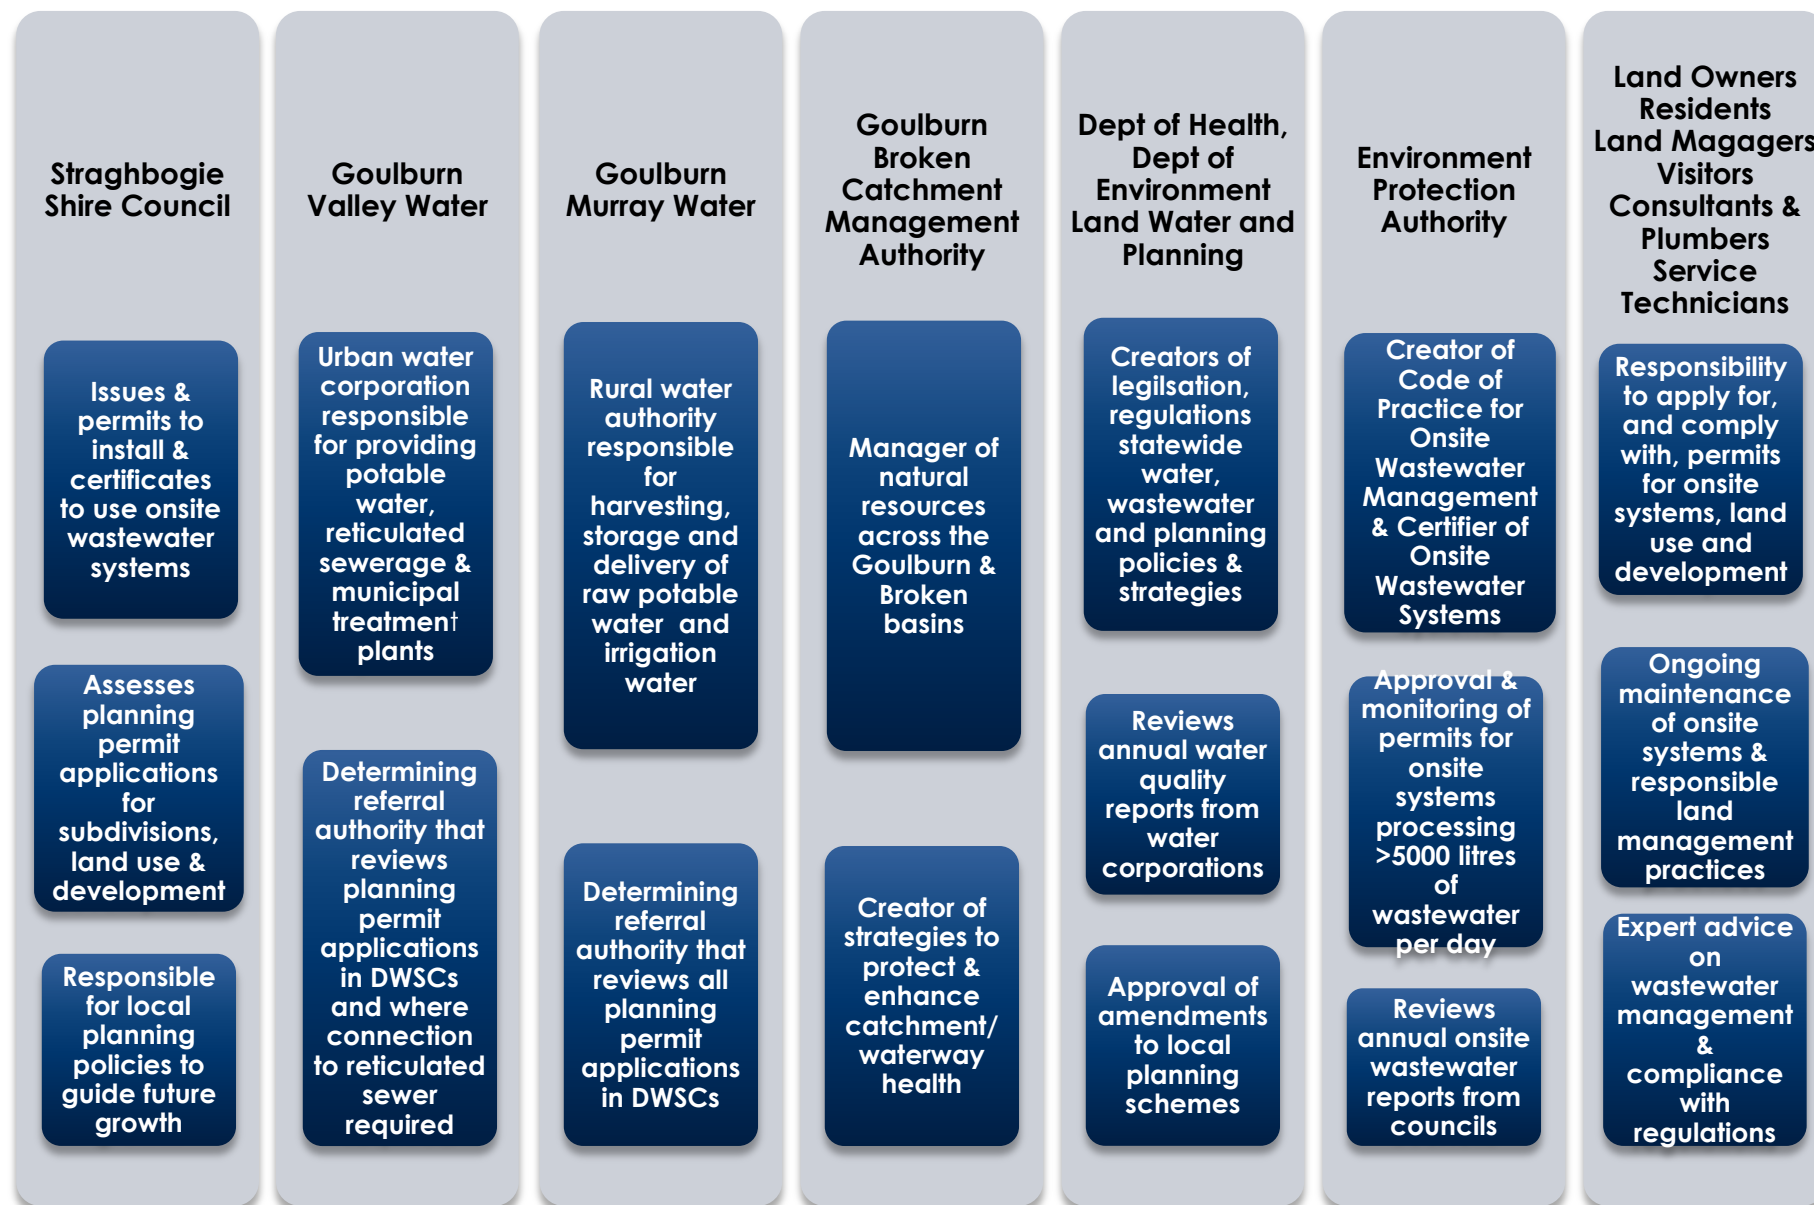 Straghbogie
Shire Council
Issues &
permits to
install &
certificates
to use onsite
wastewater
systems
Assesses
planning
permit
applications
for
subdivisions,
land use &
development
Responsible
for local
planning
policies to
guide future
growth
Goulburn
Valley Water
Urban water
corporation
responsible
for providing
potable
water,
reticulated
sewerage &
municipal
treatment
plants
Determining
referral
authority that
reviews
planning
permit
applications
in DWSCs
and where
connection
to reticulated
sewer
required
Goulburn
Murray Water
Rural water
authority
responsible
for
harvesting,
storage and
delivery of
raw potable
water and
irrigation
water
Determining
referral
authority that
reviews all
planning
permit
applications
in DWSCs
Goulburn
Broken
Catchment
Management
Authority
Manager of
natural
resources
across the
Goulburn &
Broken
basins
Creator of
strategies to
protect &
enhance
catchment/
waterway
health
Dept of Health,
Dept of
Environment
Land Water and
Planning
Creators of
legilsation,
regulations
statewide
water,
wastewater
and planning
policies &
strategies
Reviews
annual water
quality
reports from
water
corporations
Approval of
amendments
to local
planning
schemes
Environment
Protection
Authority
Creator of
Code of
Practice for
Onsite
Wastewater
Management
& Certifier of
Onsite
Wastewater
Systems
Approval &
monitoring of
permits for
onsite
systems
processing
>5000 litres
of
wastewater
per day
Reviews
annual onsite
wastewater
reports from
councils
Land Owners
Residents
Land Magagers
Visitors
Consultants &
Plumbers
Service
Technicians
Responsibility
to apply for,
and comply
with, permits
for onsite
systems, land
use and
development
Ongoing
maintenance
of onsite
systems &
responsible
land
management
practices
Expert advice
on
wastewater
management
&
compliance
with
regulations